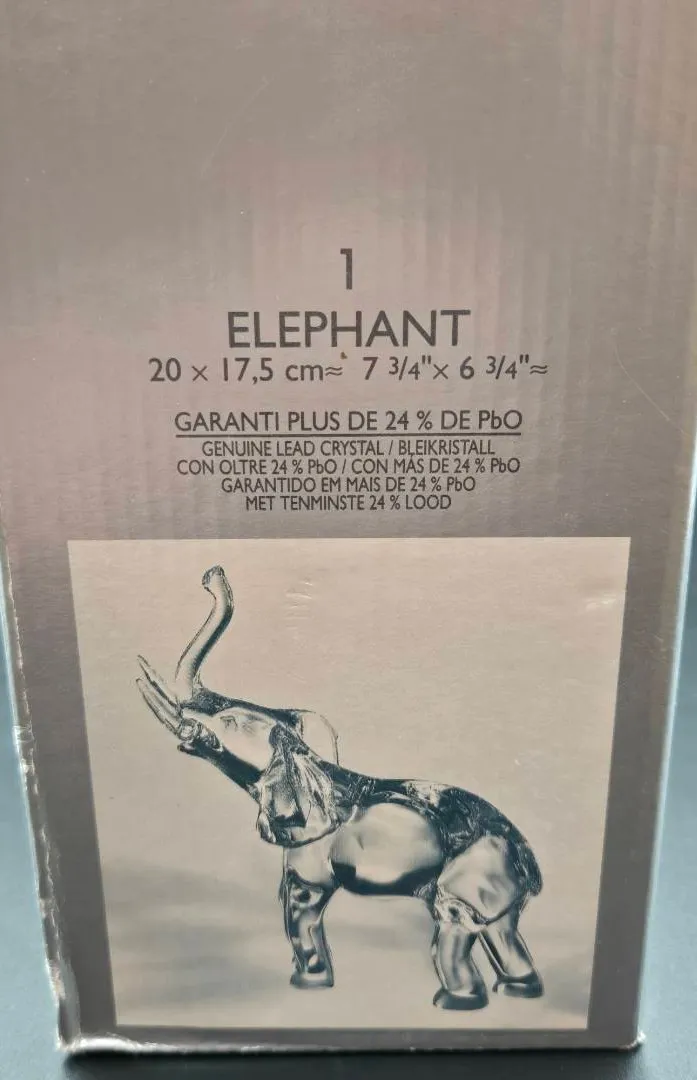 1
ELEPHANT
20 × 17,5 cm≈ 7 3/4"× 6 3/4"≈
GARANTI PLUS DE 24 % DE PbO
GENUINE LEAD CRYSTAL / BLEIKRISTALL
CON OLTRE 24 % PbO / CON MÁS DE 24 % PbO
GARANTIDO EM MAIS DE 24 % PbO
MET TENMINSTE 24 % LOOD